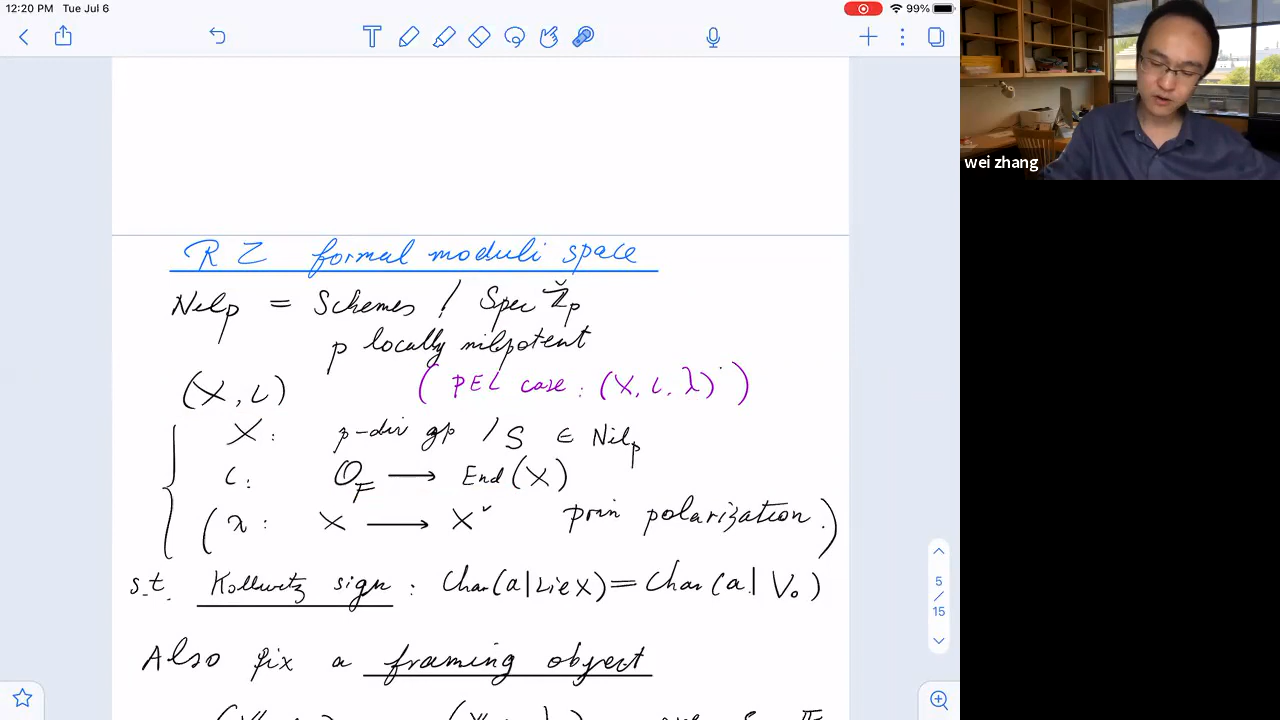 12:20 PM Tue Jul 6
99%
wei zhang
RZ formal moduli space
Nilp = Schemes / Spec Z̆p
p locally nilpotent
(X, ι) ( PEL case : (X, ι, λ) )
X : p-div gp / S ∈ Nilp
ι : O_F → End(X)
( λ : X → X^∨ prin polarization. )
s.t. Kottwitz sign : Char(a|Lie X) = Char(a | V₀)
Also fix a framing object
5
/
15